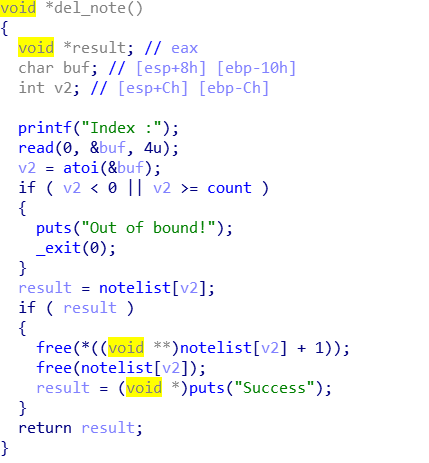 void *del_note()
{
  void *result; // eax
  char buf; // [esp+8h] [ebp-10h]
  int v2; // [esp+Ch] [ebp-Ch]

  printf("Index :");
  read(0, &buf, 4u);
  v2 = atoi(&buf);
  if ( v2 < 0 || v2 >= count )
  {
    puts("Out of bound!");
    _exit(0);
  }
  result = notelist[v2];
  if ( result )
  {
    free(*((void **)notelist[v2] + 1));
    free(notelist[v2]);
    result = (void *)puts("Success");
  }
  return result;
}